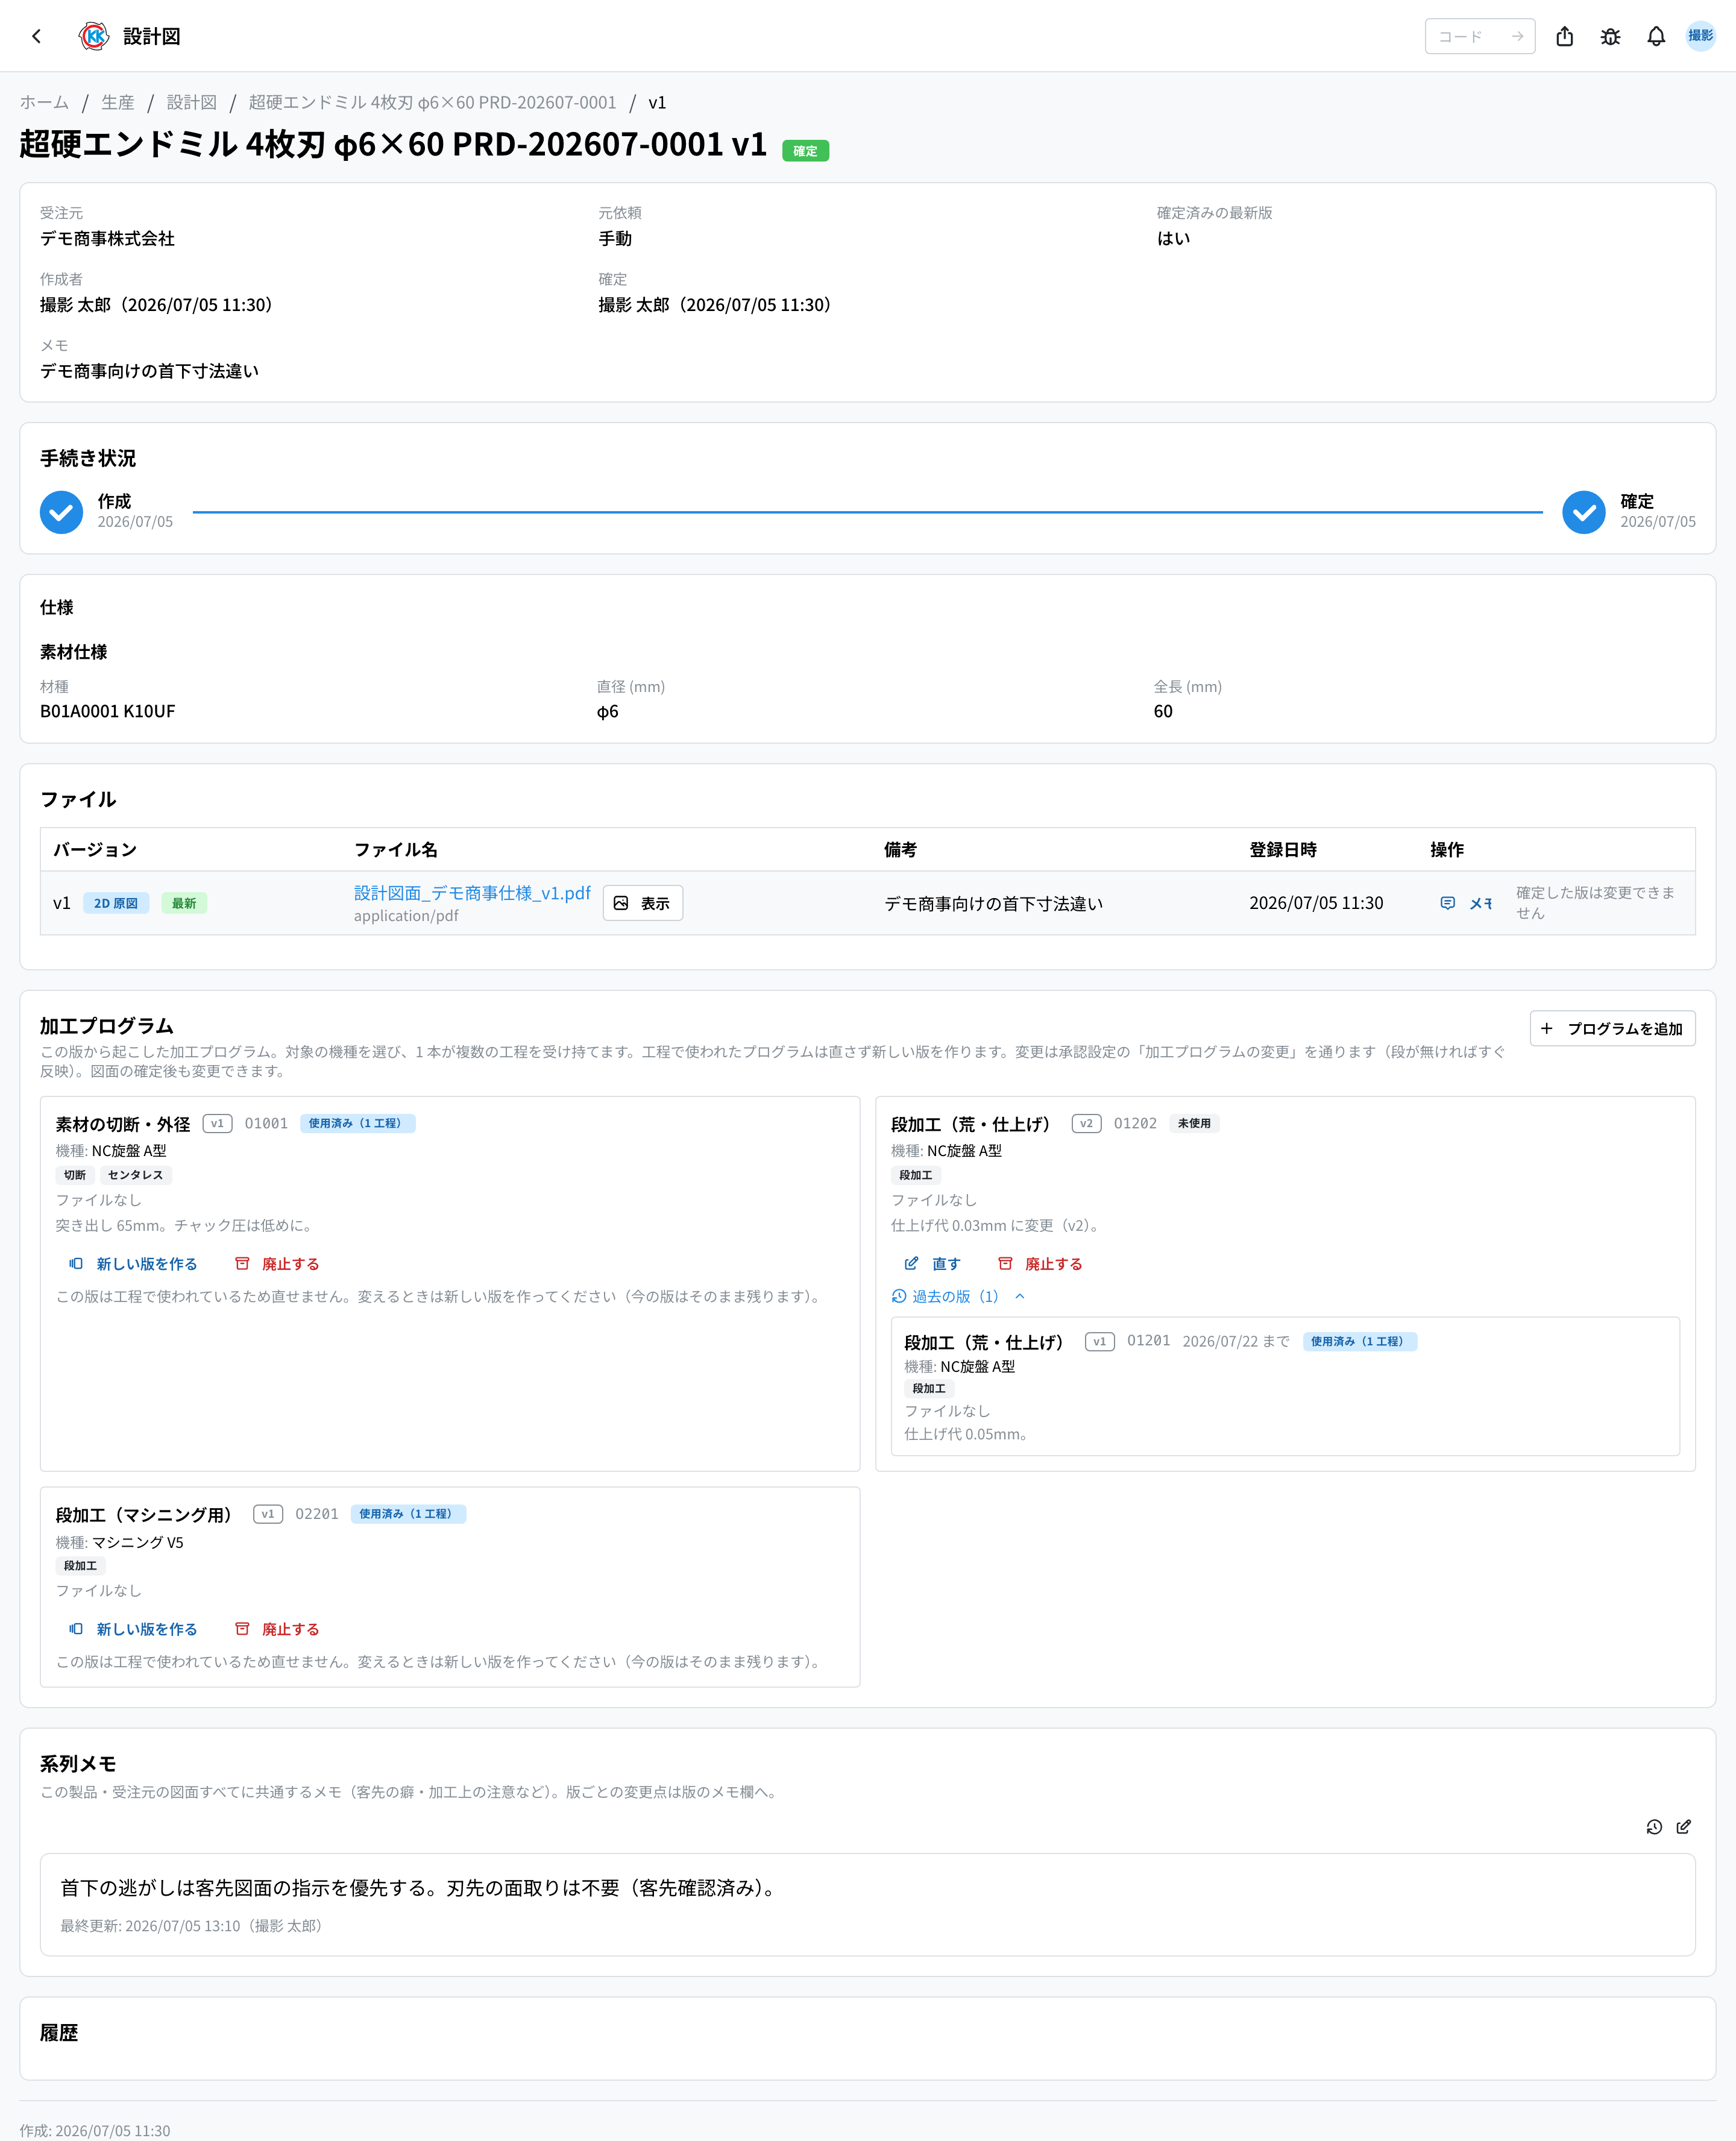 KK 設計図 コード 撮影
ホーム / 生産 / 設計図 / 超硬エンドミル 4枚刃 φ6×60 PRD-202607-0001 / v1
超硬エンドミル 4枚刃 φ6×60 PRD-202607-0001 v1 確定
受注元 元依頼 確定済みの最新版
デモ商事株式会社 手動 はい
作成者 確定
撮影 太郎（2026/07/05 11:30） 撮影 太郎（2026/07/05 11:30）
メモ
デモ商事向けの首下寸法違い
手続き状況
作成 確定
2026/07/05 2026/07/05
仕様
素材仕様
材種 直径 (mm) 全長 (mm)
B01A0001 K10UF φ6 60
ファイル
バージョン ファイル名 備考 登録日時 操作
v1 2D 原図 最新 設計図面_デモ商事仕様_v1.pdf 表示 デモ商事向けの首下寸法違い 2026/07/05 11:30 メモ 確定した版は変更できま
application/pdf せん
加工プログラム プログラムを追加
この版から起こした加工プログラム。対象の機種を選び、1 本が複数の工程を受け持てます。工程で使われたプログラムは直さず新しい版を作ります。変更は承認設定の「加工プログラムの変更」を通ります（段が無ければすぐ
反映）。図面の確定後も変更できます。
素材の切断・外径 v1 O1001 使用済み（1 工程）
機種: NC旋盤 A型
切断 センタレス
ファイルなし
突き出し 65mm。チャック圧は低めに。
新しい版を作る 廃止する
この版は工程で使われているため直せません。変えるときは新しい版を作ってください（今の版はそのまま残ります）。
段加工（荒・仕上げ） v2 O1202 未使用
機種: NC旋盤 A型
段加工
ファイルなし
仕上げ代 0.03mm に変更（v2）。
直す 廃止する
過去の版（1）
段加工（荒・仕上げ） v1 O1201 2026/07/22 まで 使用済み（1 工程）
機種: NC旋盤 A型
段加工
ファイルなし
仕上げ代 0.05mm。
段加工（マシニング用） v1 O2201 使用済み（1 工程）
機種: マシニング V5
段加工
ファイルなし
新しい版を作る 廃止する
この版は工程で使われているため直せません。変えるときは新しい版を作ってください（今の版はそのまま残ります）。
系列メモ
この製品・受注元の図面すべてに共通するメモ（客先の癖・加工上の注意など）。版ごとの変更点は版のメモ欄へ。
首下の逃がしは客先図面の指示を優先する。刃先の面取りは不要（客先確認済み）。
最終更新: 2026/07/05 13:10（撮影 太郎）
履歴
作成: 2026/07/05 11:30